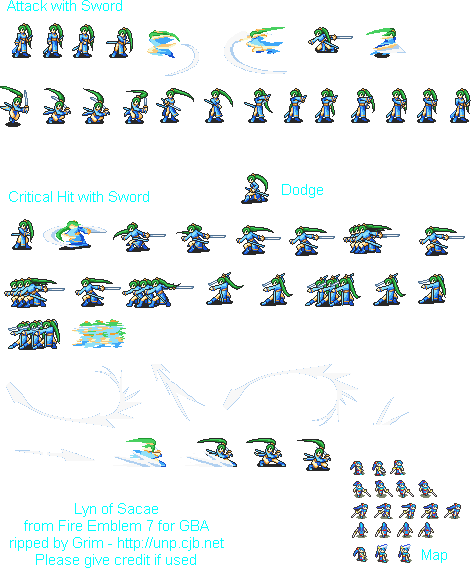 Attack with Sword
Dodge
Critical Hit with Sword
Lyn of Sacae
from Fire Emblem 7 for GBA
ripped by Grim - http://unp.cjb.net
Please give credit if used
Map